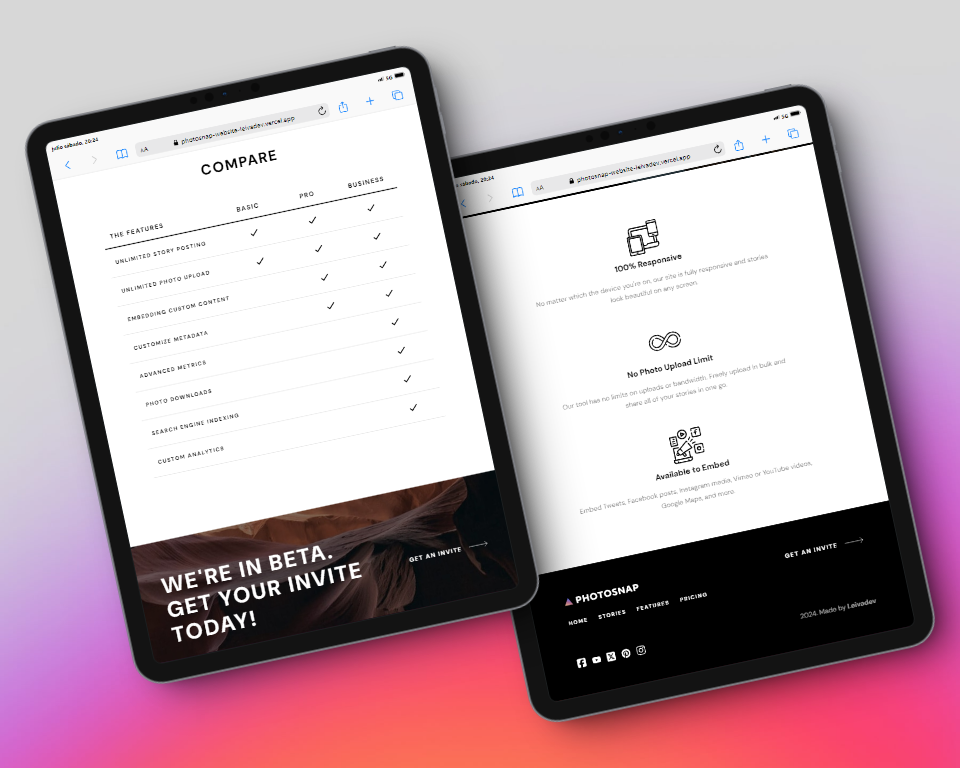 julio sábado, 20:24
5G
AA
photosnap-website-leivadev.vercel.app
COMPARE
THE FEATURES
BASIC
PRO
BUSINESS
UNLIMITED STORY POSTING
UNLIMITED PHOTO UPLOAD
EMBEDDING CUSTOM CONTENT
CUSTOMIZE METADATA
ADVANCED METRICS
PHOTO DOWNLOADS
SEARCH ENGINE INDEXING
CUSTOM ANALYTICS
WE'RE IN BETA.
GET YOUR INVITE
TODAY!
GET AN INVITE
sábado, 20:24
5G
AA
photosnap-website-leivadev.vercel.app
100% Responsive
No matter which the device you're on, our site is fully responsive and stories
look beautiful on any screen.
No Photo Upload Limit
Our tool has no limits on uploads or bandwidth. Freely upload in bulk and
share all of your stories in one go.
Available to Embed
Embed Tweets, Facebook posts, Instagram media, Vimeo or YouTube videos,
Google Maps, and more.
GET AN INVITE
PHOTOSNAP
HOME
STORIES
FEATURES
PRICING
2024. Made by Leivadev